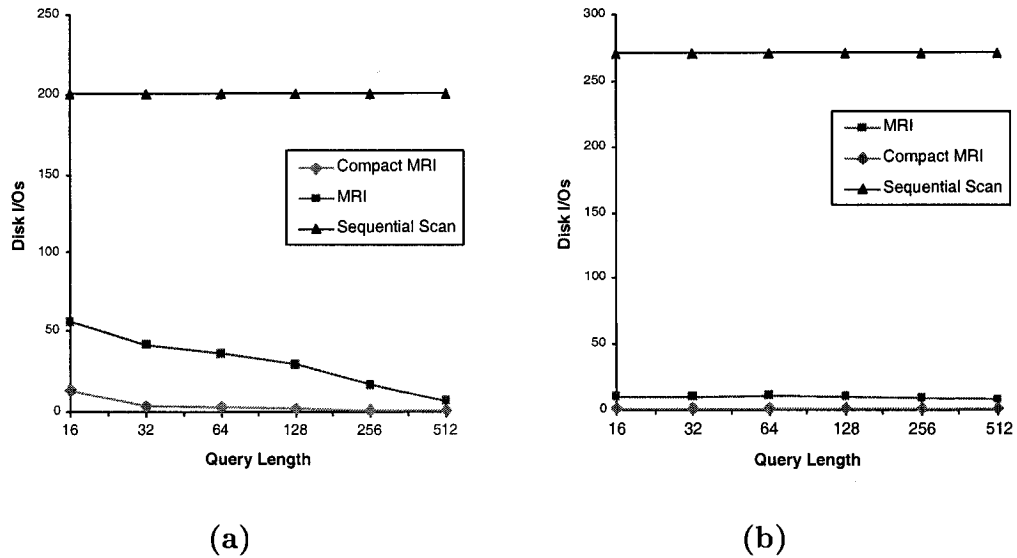 250
200
150
100
50
0
Disk I/Os
Compact MRI
MRI
Sequential Scan
16 32 64 128 256 512
Query Length
(a)
300
250
200
150
100
50
0
Disk I/Os
MRI
Compact MRI
Sequential Scan
16 32 64 128 256 512
Query Length
(b)